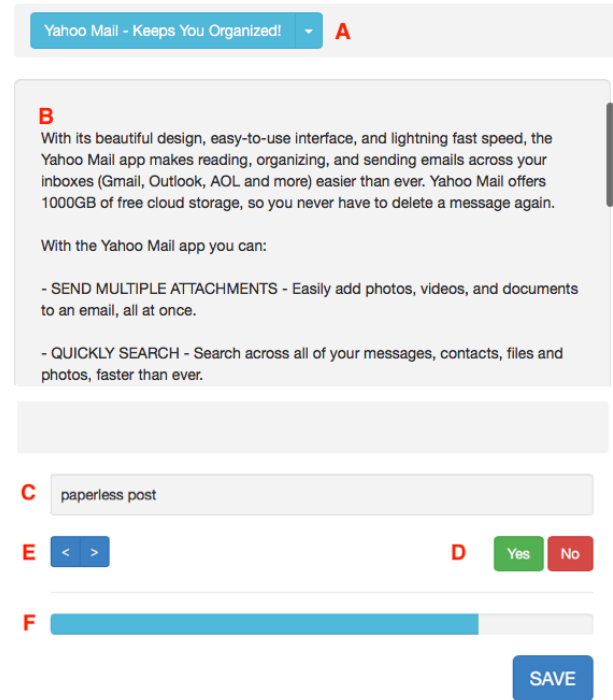 Yahoo Mail - Keeps You Organized!
A
B
With its beautiful design, easy-to-use interface, and lightning fast speed, the
Yahoo Mail app makes reading, organizing, and sending emails across your
inboxes (Gmail, Outlook, AOL and more) easier than ever. Yahoo Mail offers
1000GB of free cloud storage, so you never have to delete a message again.
With the Yahoo Mail app you can:
- SEND MULTIPLE ATTACHMENTS - Easily add photos, videos, and documents
to an email, all at once.
- QUICKLY SEARCH - Search across all of your messages, contacts, files and
photos, faster than ever.
C paperless post
E < > D Yes No
F
SAVE